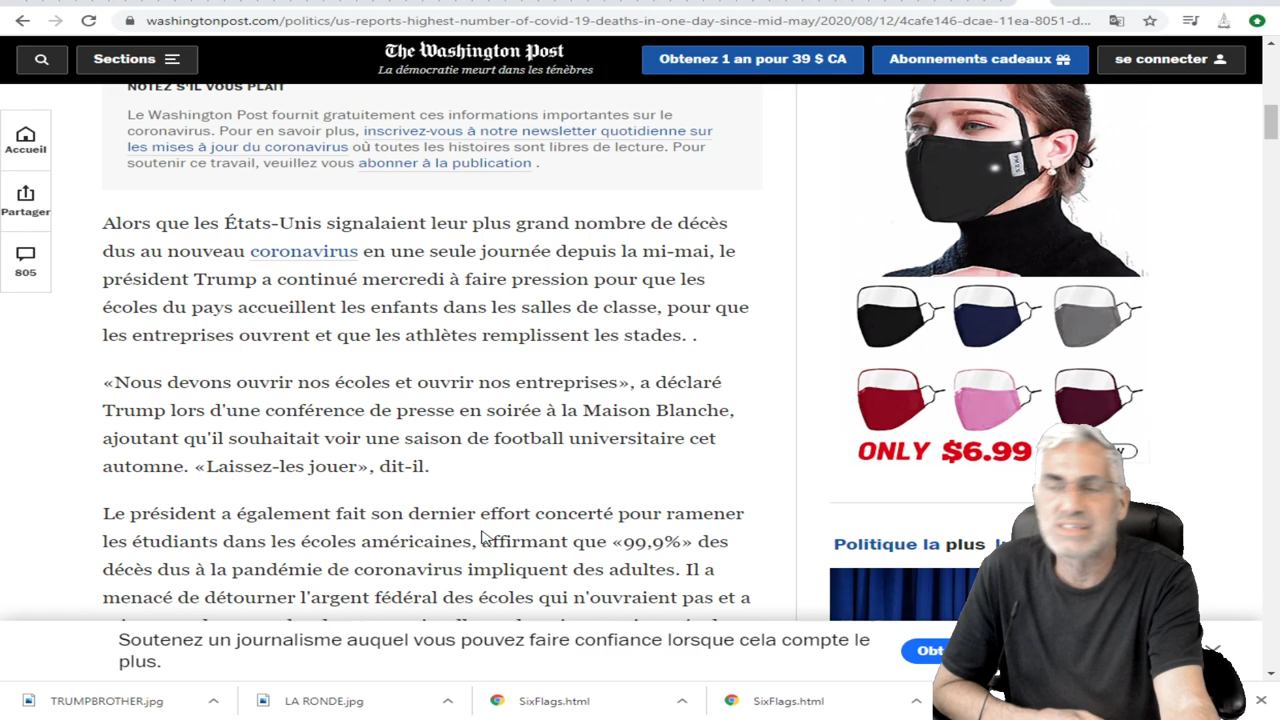 washingtonpost.com/politics/us-reports-highest-number-of-covid-19-deaths-in-one-day-since-mid-may/2020/08/12/4cafe146-dcae-11ea-8051-d...
Sections
The Washington Post
La démocratie meurt dans les ténèbres
Obtenez 1 an pour 39 $ CA
Abonnements cadeaux
se connecter
Accueil
Partager
805
NOTEZ S'IL VOUS PLAÎT
Le Washington Post fournit gratuitement ces informations importantes sur le
coronavirus. Pour en savoir plus, inscrivez-vous à notre newsletter quotidienne sur
les mises à jour du coronavirus où toutes les histoires sont libres de lecture. Pour
soutenir ce travail, veuillez vous abonner à la publication .
Alors que les États-Unis signalaient leur plus grand nombre de décès
dus au nouveau coronavirus en une seule journée depuis la mi-mai, le
président Trump a continué mercredi à faire pression pour que les
écoles du pays accueillent les enfants dans les salles de classe, pour que
les entreprises ouvrent et que les athlètes remplissent les stades. .
«Nous devons ouvrir nos écoles et ouvrir nos entreprises», a déclaré
Trump lors d'une conférence de presse en soirée à la Maison Blanche,
ajoutant qu'il souhaitait voir une saison de football universitaire cet
automne. «Laissez-les jouer», dit-il.
Le président a également fait son dernier effort concerté pour ramener
les étudiants dans les écoles américaines, affirmant que «99,9%» des
décès dus à la pandémie de coronavirus impliquent des adultes. Il a
menacé de détourner l'argent fédéral des écoles qui n'ouvraient pas et a
ONLY $6.99
Politique la plus
Soutenez un journalisme auquel vous pouvez faire confiance lorsque cela compte le
plus.
Obt
TRUMPBROTHER.jpg
LA RONDE.jpg
SixFlags.html
SixFlags.html